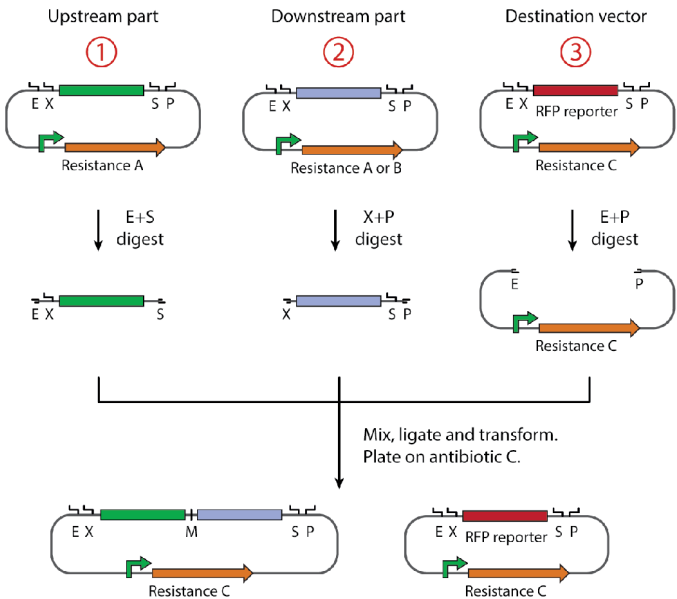 Upstream part
Downstream part
Destination vector
1
2
3
E X S P
E X S P
E X S P
RFP reporter
Resistance A
Resistance A or B
Resistance C
E+S
digest
X+P
digest
E+P
digest
E X S
X S P
E P
Resistance C
Mix, ligate and transform.
Plate on antibiotic C.
E X M S P
E X S P
RFP reporter
Resistance C
Resistance C